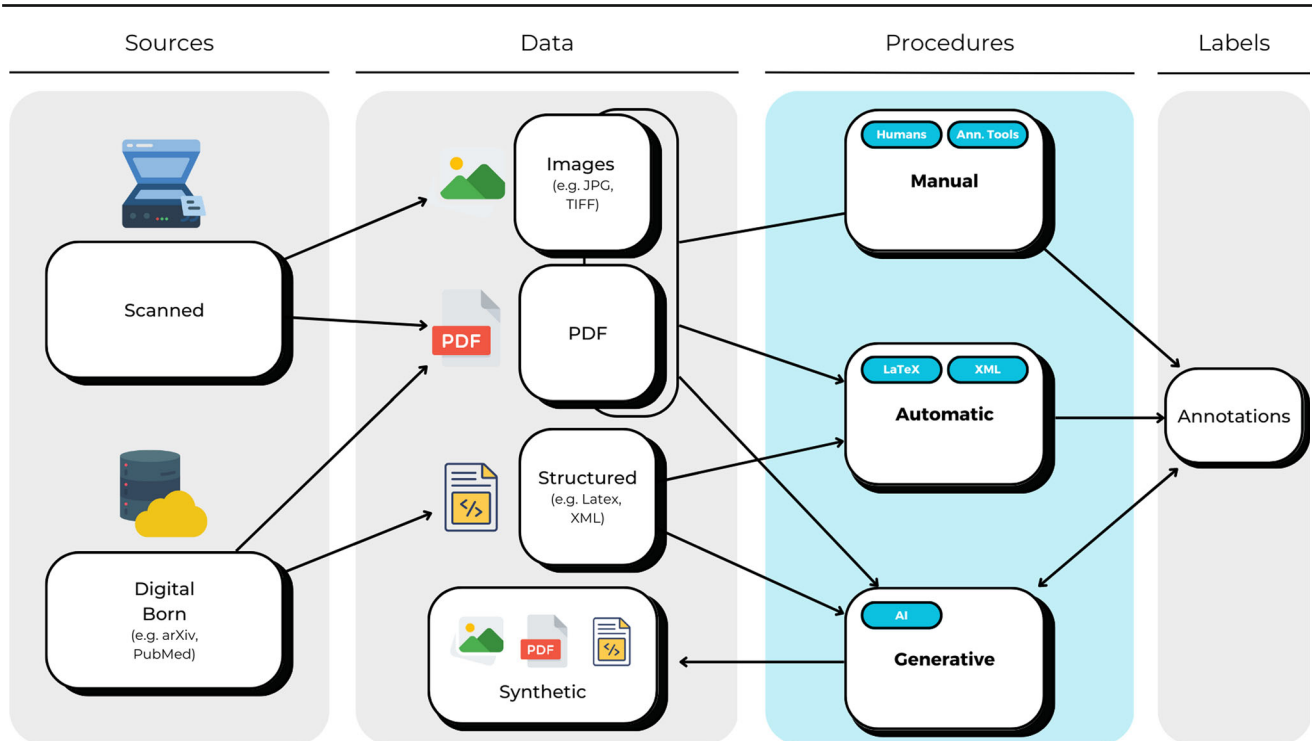 Sources
Data
Procedures
Labels
Scanned
Digital
Born
(e.g. arXiv,
PubMed)
Images
(e.g. JPG,
TIFF)
PDF
PDF
Structured
(e.g. Latex,
XML)
</>
PDF
</>
Synthetic
Humans
Ann. Tools
Manual
LaTeX
XML
Automatic
AI
Generative
Annotations